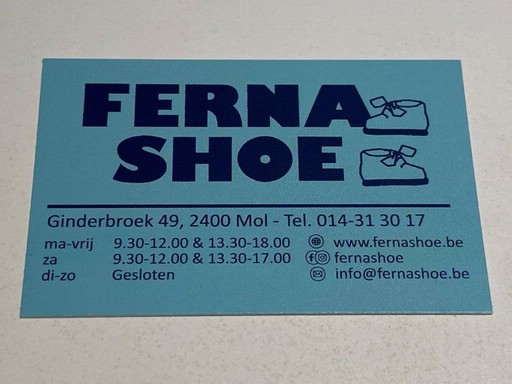 FERNA
SHOE
Ginderbroek 49, 2400 Mol - Tel. 014-31 30 17
ma-vrij 9.30-12.00 & 13.30-18.00 www.fernashoe.be
za 9.30-12.00 & 13.30-17.00 fernashoe
di-zo Gesloten info@fernashoe.be